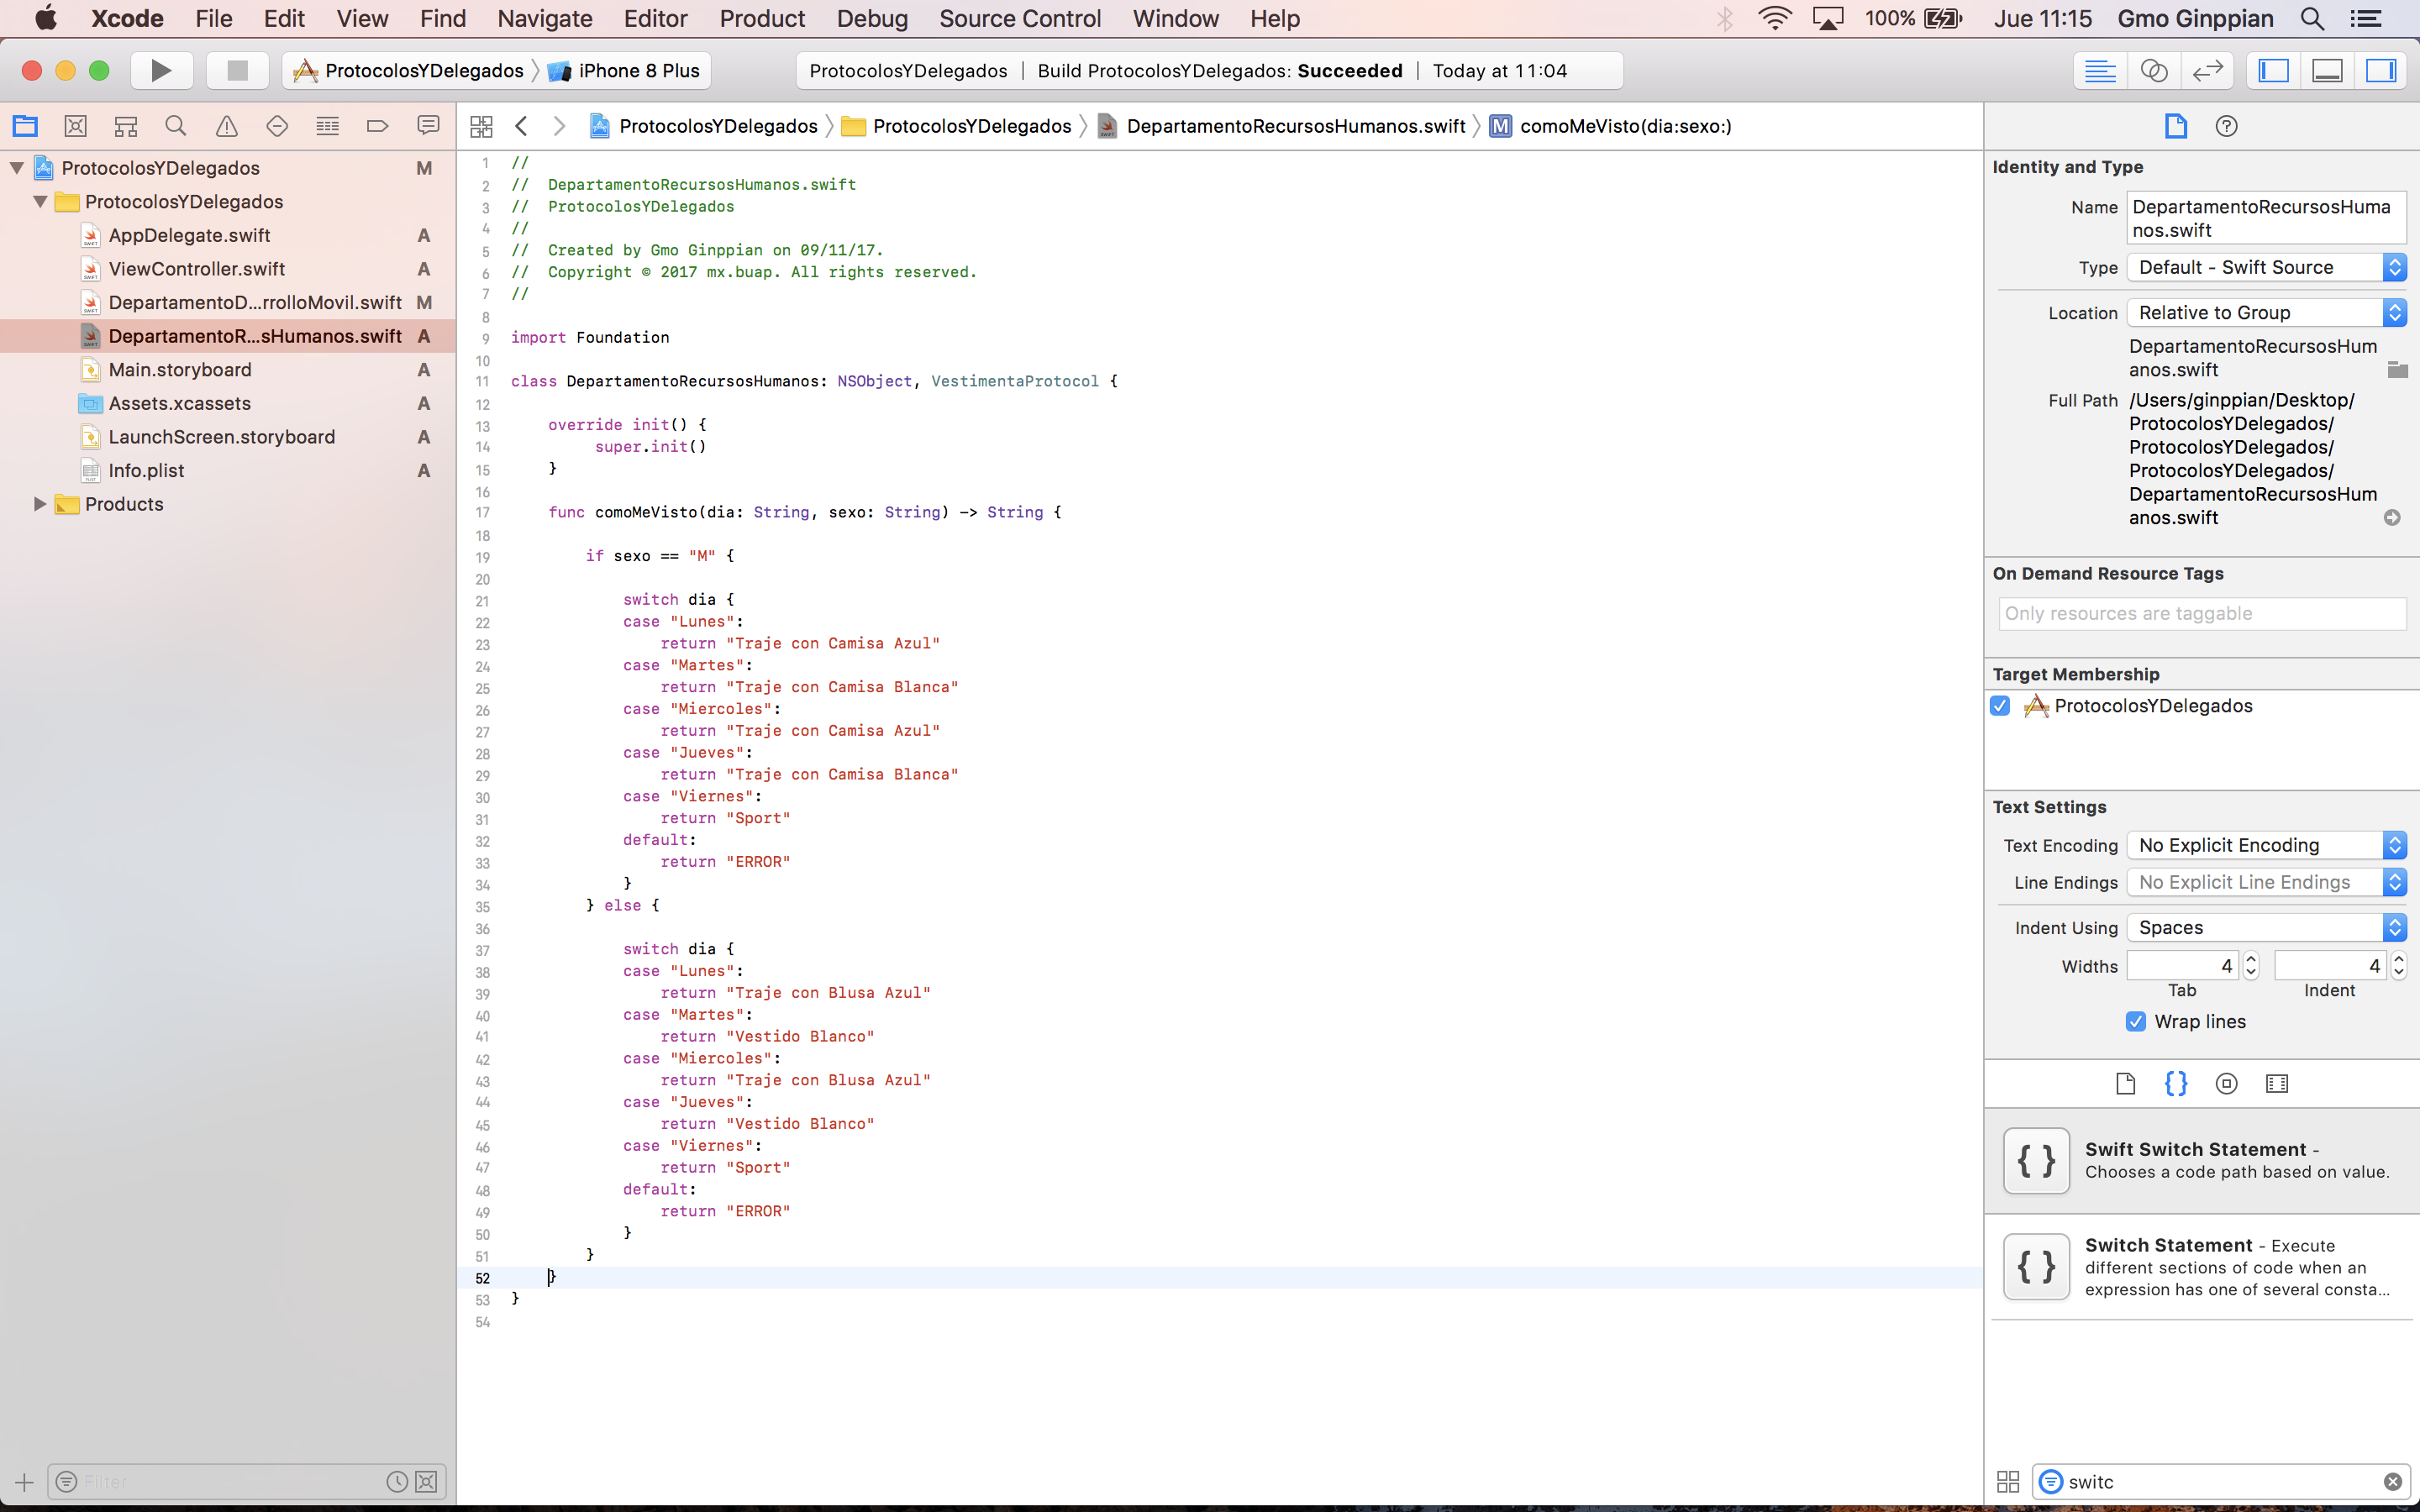 Xcode File Edit View Find Navigate Editor Product Debug Source Control Window Help 100% Jue 11:15 Gmo Ginppian
ProtocolosYDelegados iPhone 8 Plus ProtocolosYDelegados Build ProtocolosYDelegados: Succeeded Today at 11:04
ProtocolosYDelegados ProtocolosYDelegados DepartamentoRecursosHumanos.swift M comoMeVisto(dia:sexo:)
ProtocolosYDelegados M
ProtocolosYDelegados
AppDelegate.swift A
ViewController.swift A
DepartamentoD...rrolloMovil.swift M
DepartamentoR...sHumanos.swift A
Main.storyboard A
Assets.xcassets A
LaunchScreen.storyboard A
Info.plist A
Products
Filter
1 //
2 // DepartamentoRecursosHumanos.swift
3 // ProtocolosYDelegados
4 //
5 // Created by Gmo Ginppian on 09/11/17.
6 // Copyright © 2017 mx.buap. All rights reserved.
7 //
8
9 import Foundation
10
11 class DepartamentoRecursosHumanos: NSObject, VestimentaProtocol {
12
13 override init() {
14 super.init()
15 }
16
17 func comoMeVisto(dia: String, sexo: String) -> String {
18
19 if sexo == "M" {
20
21 switch dia {
22 case "Lunes":
23 return "Traje con Camisa Azul"
24 case "Martes":
25 return "Traje con Camisa Blanca"
26 case "Miercoles":
27 return "Traje con Camisa Azul"
28 case "Jueves":
29 return "Traje con Camisa Blanca"
30 case "Viernes":
31 return "Sport"
32 default:
33 return "ERROR"
34 }
35 } else {
36
37 switch dia {
38 case "Lunes":
39 return "Traje con Blusa Azul"
40 case "Martes":
41 return "Vestido Blanco"
42 case "Miercoles":
43 return "Traje con Blusa Azul"
44 case "Jueves":
45 return "Vestido Blanco"
46 case "Viernes":
47 return "Sport"
48 default:
49 return "ERROR"
50 }
51 }
52 }
53 }
54
Identity and Type
Name DepartamentoRecursosHuma
nos.swift
Type Default - Swift Source
Location Relative to Group
DepartamentoRecursosHum
anos.swift
Full Path /Users/ginppian/Desktop/
ProtocolosYDelegados/
ProtocolosYDelegados/
ProtocolosYDelegados/
DepartamentoRecursosHum
anos.swift
On Demand Resource Tags
Only resources are taggable
Target Membership
ProtocolosYDelegados
Text Settings
Text Encoding No Explicit Encoding
Line Endings No Explicit Line Endings
Indent Using Spaces
Widths 4 4
Tab Indent
Wrap lines
{ } Swift Switch Statement -
Chooses a code path based on value.
{ } Switch Statement - Execute
different sections of code when an
expression has one of several consta...
switc